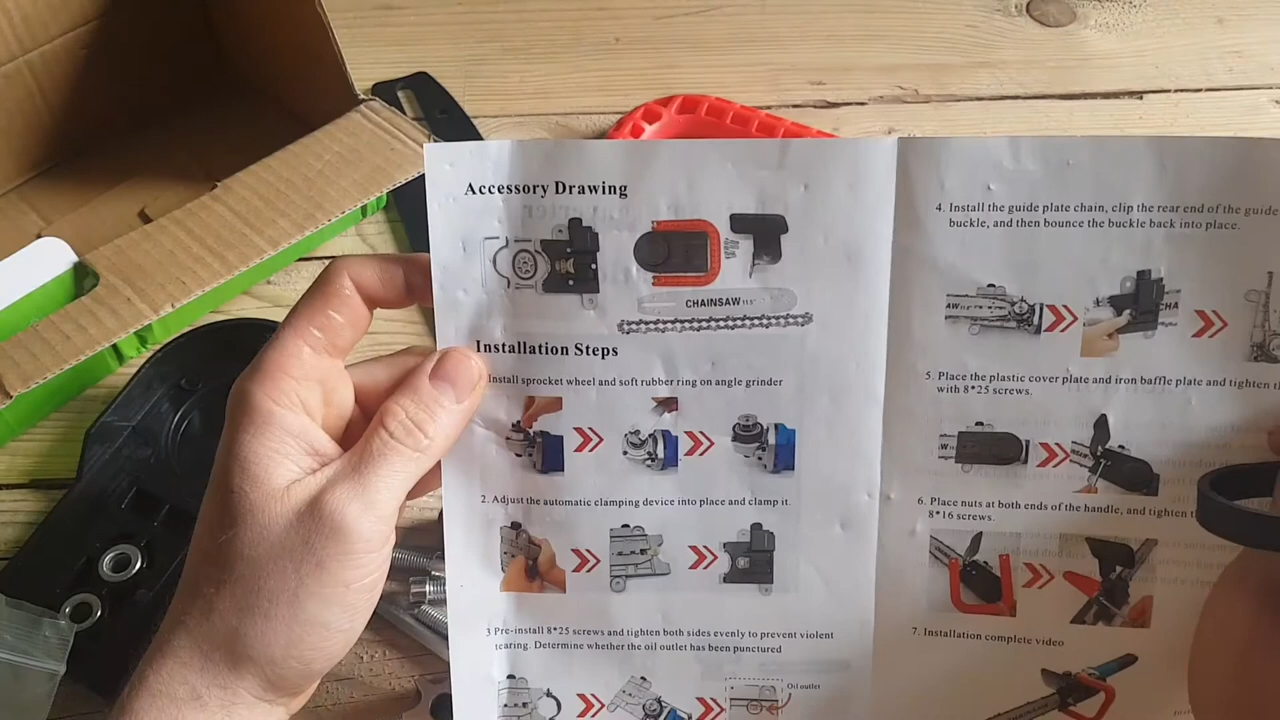 Accessory Drawing
CHAINSAW 11.5"
Installation Steps
Install sprocket wheel and soft rubber ring on angle grinder
2. Adjust the automatic clamping device into place and clamp it.
3 Pre-install 8*25 screws and tighten both sides evenly to prevent violent
tearing. Determine whether the oil outlet has been punctured
Oil outlet
4. Install the guide plate chain, clip the rear end of the guide
buckle, and then bounce the buckle back into place.
AW
CHA
5. Place the plastic cover plate and iron baffle plate and tighten
with 8*25 screws.
6. Place nuts at both ends of the handle, and tighten
8*16 screws.
7. Installation complete video
CHAINSAW